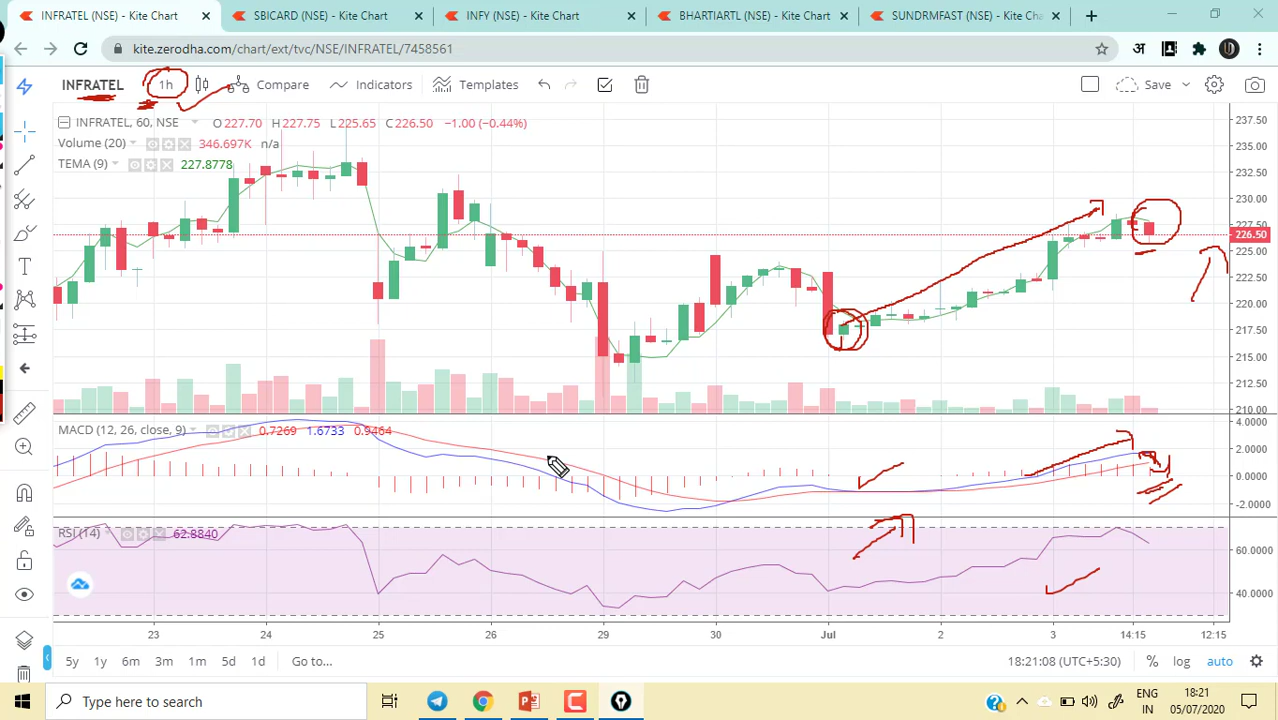 INFRATEL (NSE) - Kite Chart
SBICARD (NSE) - Kite Chart
INFY (NSE) - Kite Chart
BHARTIARTL (NSE) - Kite Chart
SUNDRMFAST (NSE) - Kite Cha
kite.zerodha.com/chart/ext/tvc/NSE/INFRATEL/7458561
अ
INFRATEL 1h Compare Indicators Templates Save
INFRATEL, 60, NSE O 227.70 H 227.75 L 225.65 C 226.50 −1.00 (−0.44%)
Volume (20) 346.697K n/a
TEMA (9) 227.8778
237.50
235.00
232.50
230.00
227.50
226.50
225.00
222.50
220.00
217.50
215.00
212.50
210.00
MACD (12, 26, close, 9) 0.7269 1.6733 0.9464
4.0000
2.0000
0.0000
-2.0000
RSI (14) 62.8840
60.0000
40.0000
23 24 25 26 29 30 Jul 2 3 14:15 12:15
5y 1y 6m 3m 1m 5d 1d Go to... 18:21:08 (UTC+5:30) % log auto
Type here to search
ENG
IN
18:21
05/07/2020